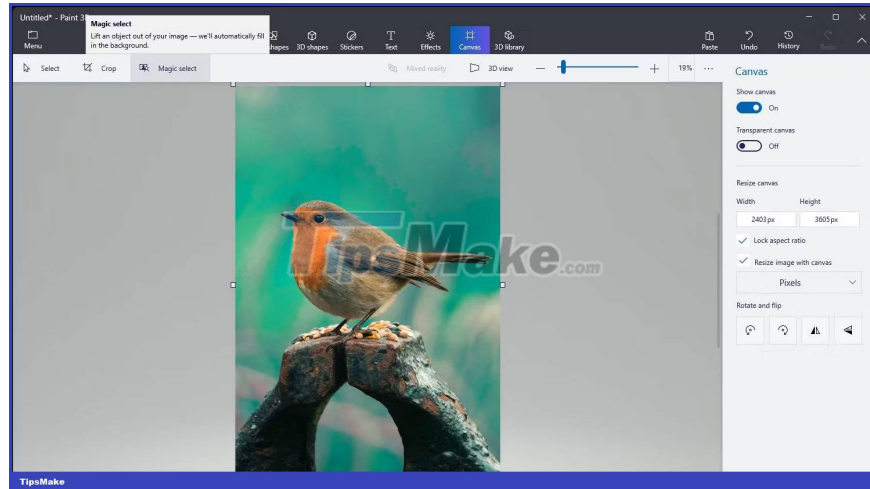 Untitled* - Paint 3D
Magic select
Lift an object out of your image — we'll automatically fill
in the background.
Menu
shapes
3D shapes
Stickers
Text
Effects
Canvas
3D library
Paste
Undo
History
Redo
Select
Crop
Magic select
Mixed reality
3D view
19%
Canvas
Show canvas
On
Transparent canvas
Off
Resize canvas
Width
Height
2403px
3605px
Lock aspect ratio
Resize image with canvas
Pixels
Rotate and flip
TipsMake.com
TipsMake